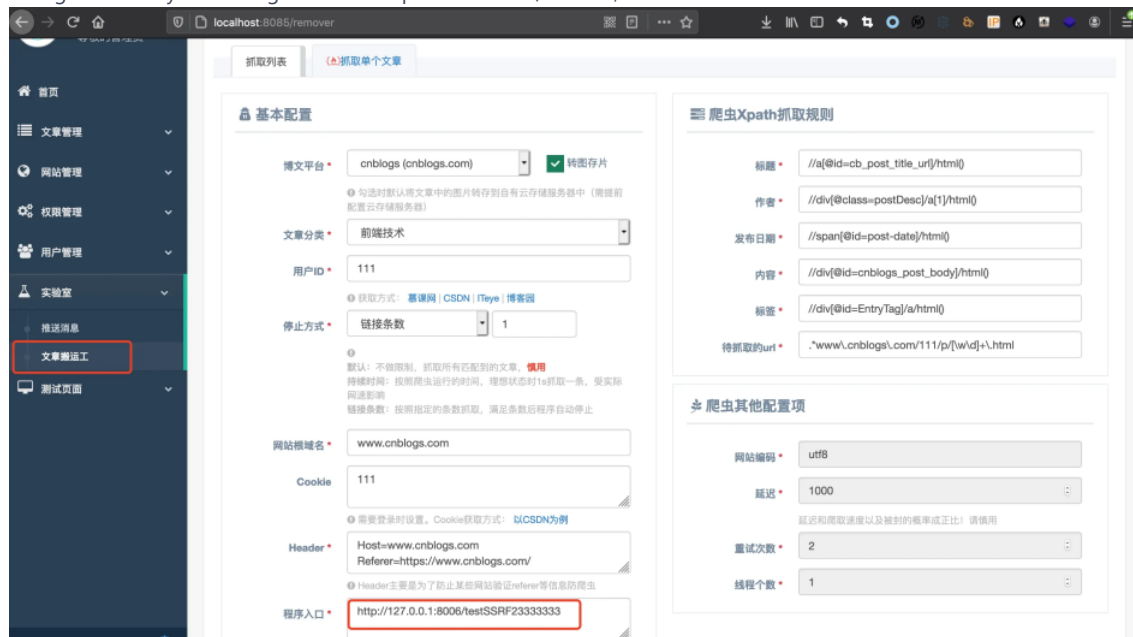 localhost:8085/remover
抓取列表
抓取单个文章
首页
文章管理
网站管理
权限管理
用户管理
实验室
推送消息
文章搬运工
测试页面
基本配置
博文平台 *
cnblogs (cnblogs.com)
转图存片
勾选时默认将文章中的图片转存到自有云存储服务器中（需提前
配置云存储服务器）
文章分类 *
前端技术
用户ID *
111
获取方式： 慕课网 | CSDN | ITeye | 博客园
停止方式 *
链接条数
1
默认：不做限制，抓取所有匹配到的文章，慎用
持续时间：按照爬虫运行的时间，理想状态时1s抓取一条，受实际
网速影响
链接条数：按照指定的条数抓取，满足条数后程序自动停止
网站根域名 *
www.cnblogs.com
Cookie
111
需要登录时设置。Cookie获取方式： 以CSDN为例
Header *
Host=www.cnblogs.com
Referer=https://www.cnblogs.com/
Header主要是为了防止某些网站验证referer等信息防爬虫
程序入口 *
http://127.0.0.1:8006/testSSRF23333333
爬虫Xpath抓取规则
标题 *
//a[@id=cb_post_title_url]/html()
作者 *
//div[@class=postDesc]/a[1]/html()
发布日期 *
//span[@id=post-date]/html()
内容 *
//div[@id=cnblogs_post_body]/html()
标签 *
//div[@id=EntryTag]/a/html()
待抓取的url *
.*www\.cnblogs\.com/111/p/[\w\d]+\.html
爬虫其他配置项
网站编码 *
utf8
延迟 *
1000
延迟和爬取速度以及被封的概率成正比！请慎用
重试次数 *
2
线程个数 *
1